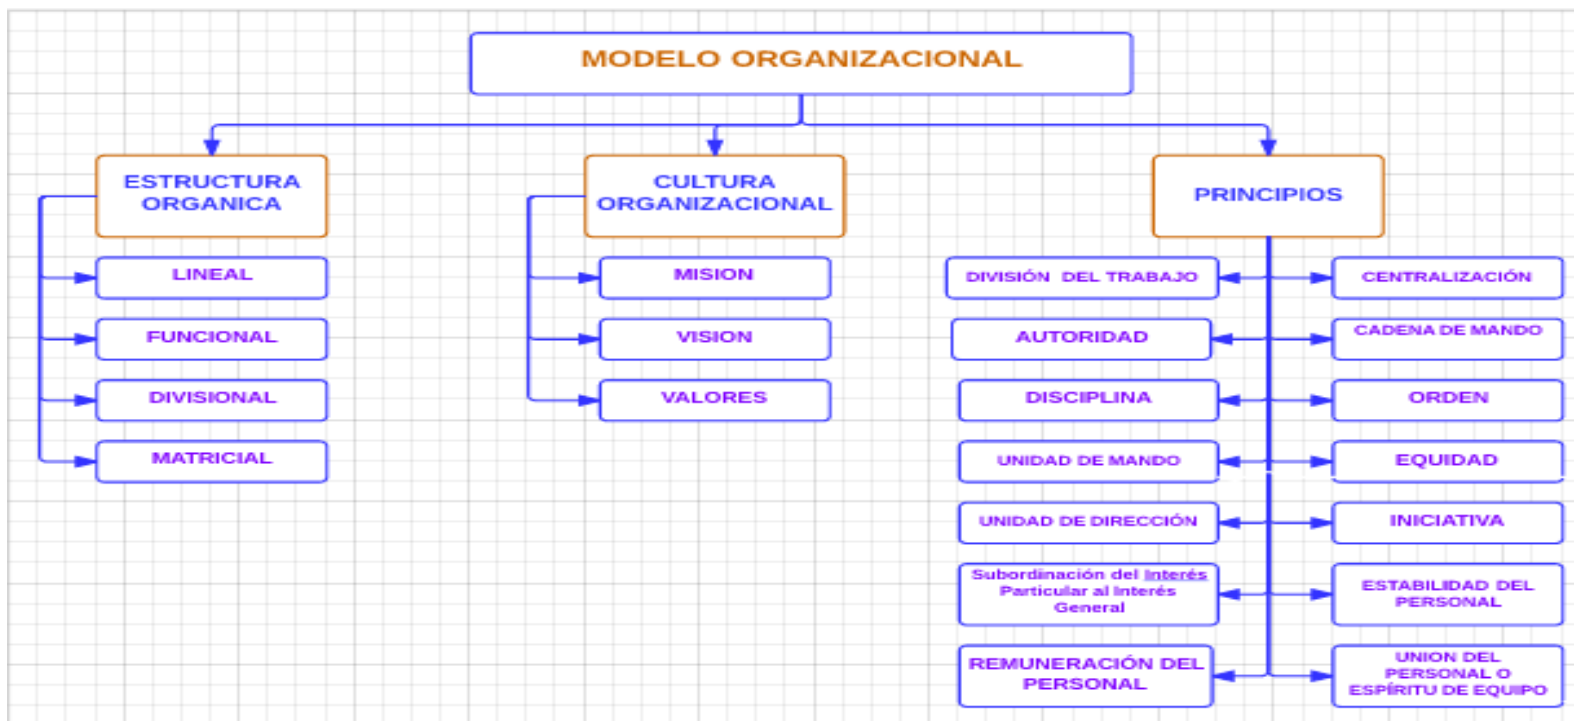 MODELO ORGANIZACIONAL
ESTRUCTURA
ORGANICA
LINEAL
FUNCIONAL
DIVISIONAL
MATRICIAL
CULTURA
ORGANIZACIONAL
MISION
VISION
VALORES
PRINCIPIOS
DIVISIÓN DEL TRABAJO
AUTORIDAD
DISCIPLINA
UNIDAD DE MANDO
UNIDAD DE DIRECCIÓN
Subordinación del Interés
Particular al Interés
General
REMUNERACIÓN DEL
PERSONAL
CENTRALIZACIÓN
CADENA DE MANDO
ORDEN
EQUIDAD
INICIATIVA
ESTABILIDAD DEL
PERSONAL
UNION DEL
PERSONAL O
ESPÍRITU DE EQUIPO